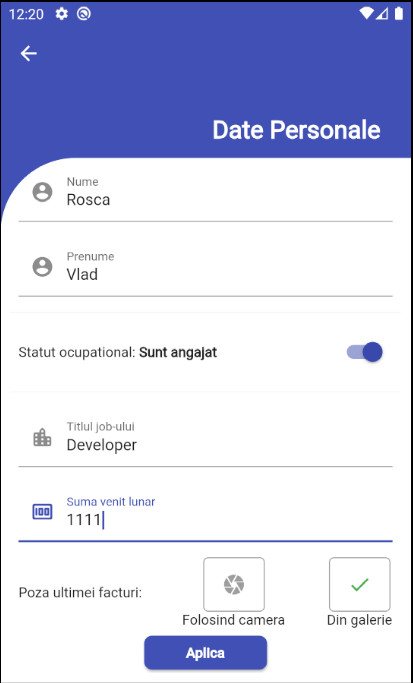 12:20
Date Personale
Nume
Rosca
Prenume
Vlad
Statut ocupational: Sunt angajat
Titlul job-ului
Developer
Suma venit lunar
1111
Poza ultimei facturi:
Folosind camera
Din galerie
Aplica